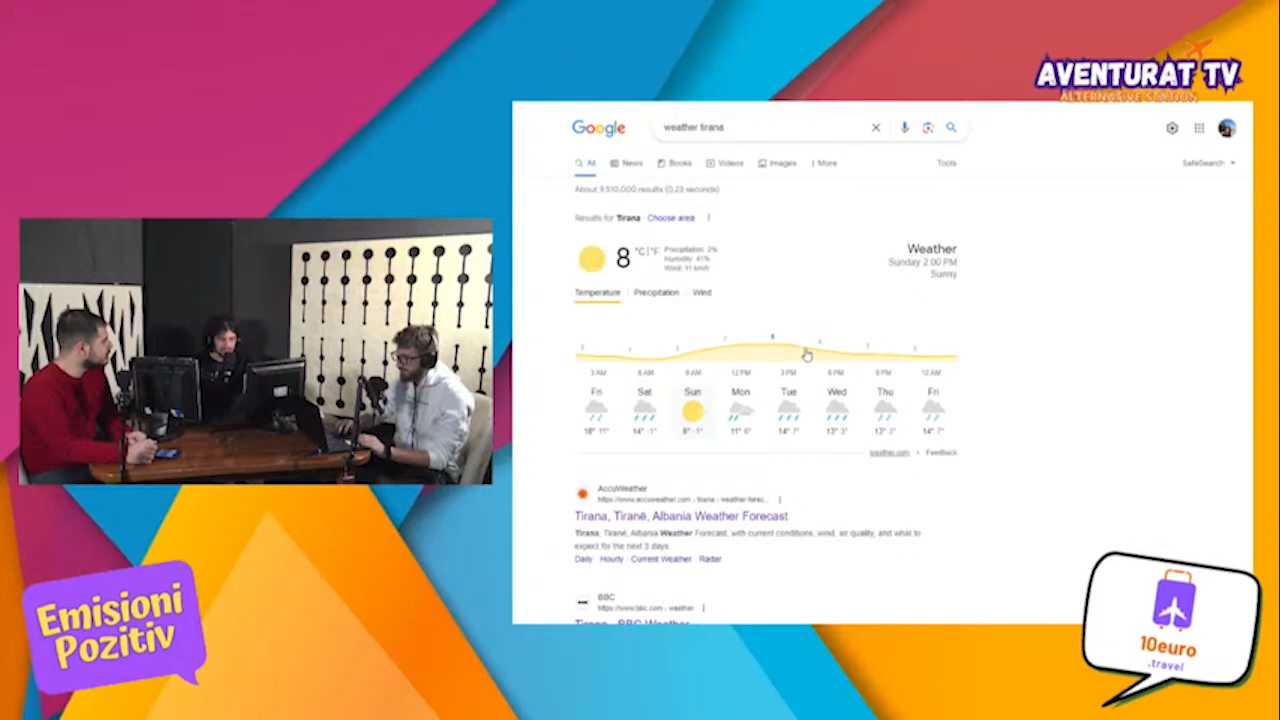 AVENTURAT TV
ALTERNATIVE STATION
Google
weather tirana
All News Books Videos Images More Tools SafeSearch
About 9,510,000 results (0.23 seconds)
Results for Tirana Choose area
8 °C | °F
Precipitation: 2%
Humidity: 41%
Wind: 11 km/h
Weather
Sunday 2:00 PM
Sunny
Temperature Precipitation Wind
3 AM 6 AM 9 AM 12 PM 3 PM 6 PM 9 PM 12 AM
Fri Sat Sun Mon Tue Wed Thu Fri
18° 11° 14° -1° 8° -1° 11° 6° 14° 7° 13° 3° 13° 3° 14° 7°
weather.com • Feedback
AccuWeather
https://www.accuweather.com › tirana › weather-forec...
Tirana, Tiranë, Albania Weather Forecast
Tirana, Tiranë, Albania Weather Forecast, with current conditions, wind, air quality, and what to
expect for the next 3 days.
Daily Hourly Current Weather Radar
BBC
https://www.bbc.com › weather
Tirana - BBC Weather
Emisioni
Pozitiv
10euro
.travel